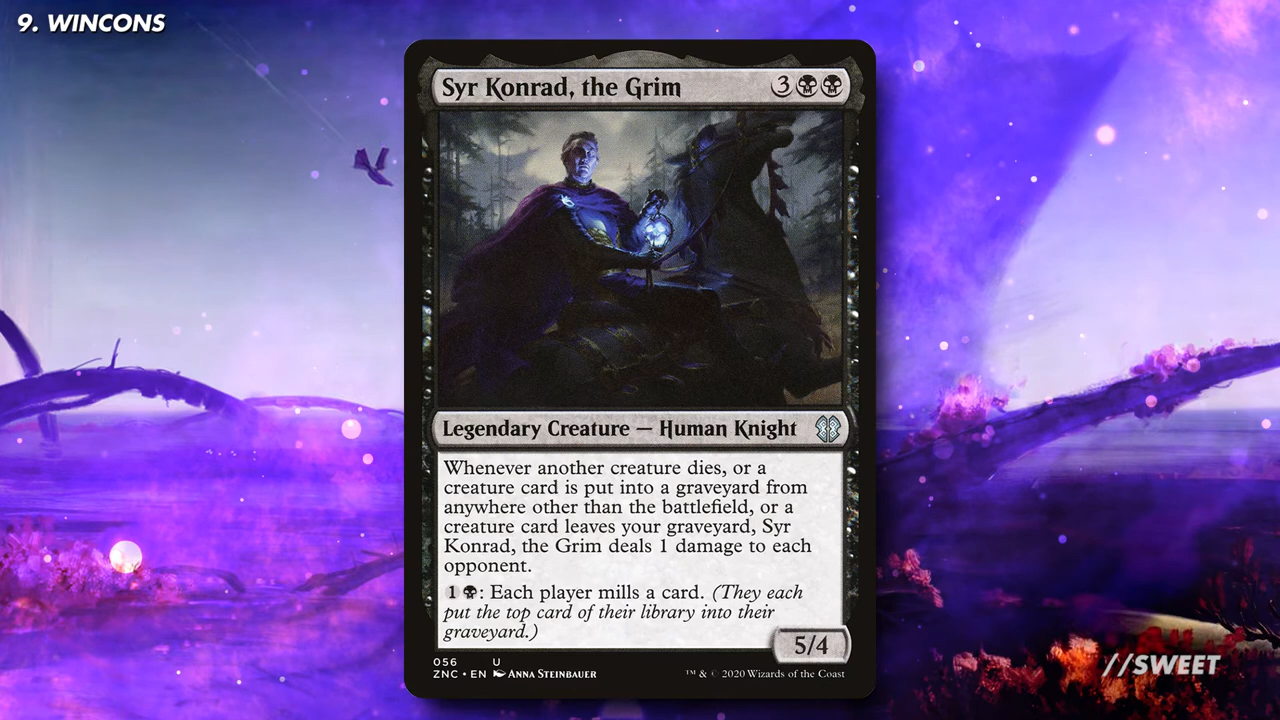 9. WINCONS
Syr Konrad, the Grim 3
Legendary Creature — Human Knight
Whenever another creature dies, or a
creature card is put into a graveyard from
anywhere other than the battlefield, or a
creature card leaves your graveyard, Syr
Konrad, the Grim deals 1 damage to each
opponent.
1 : Each player mills a card. (They each
put the top card of their library into their
graveyard.)
5/4
056 U
ZNC • EN Anna Steinbauer
™ & © 2020 Wizards of the Coast
//SWEET